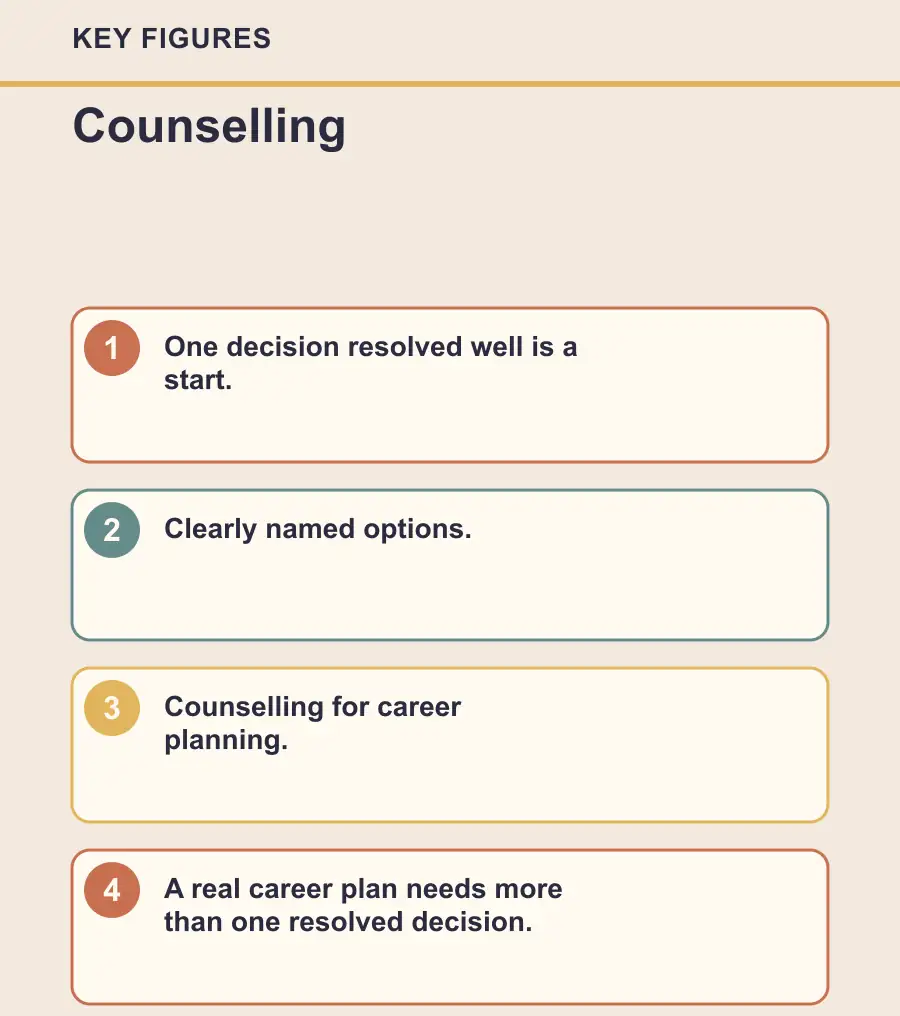 KEY FIGURES
Counselling
1
One decision resolved well is a
start.
2
Clearly named options.
3
Counselling for career
planning.
4
A real career plan needs more
than one resolved decision.